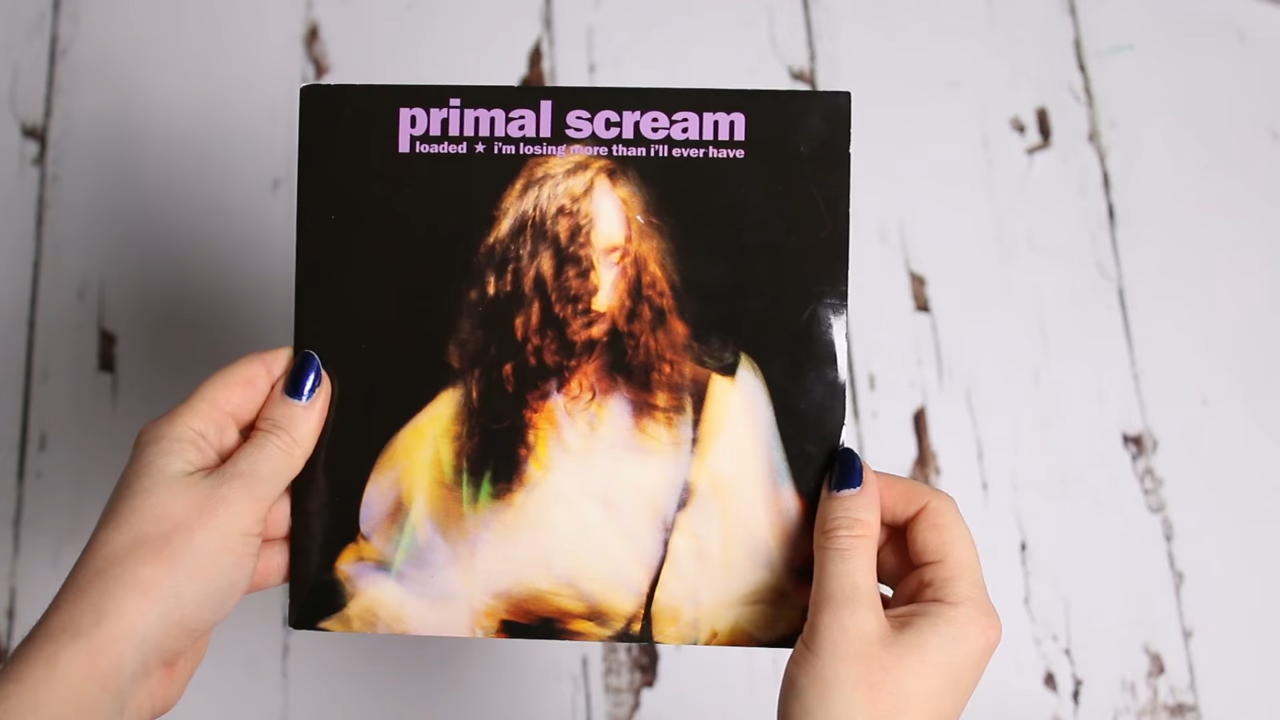 primal scream
loaded ★ i'm losing more than i'll ever have